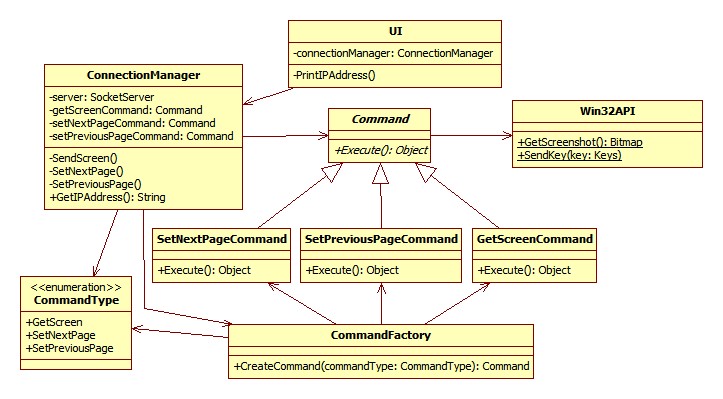 UI
-connectionManager: ConnectionManager
-PrintIPAddress()
ConnectionManager
-server: SocketServer
-getScreenCommand: Command
-setNextPageCommand: Command
-setPreviousPageCommand: Command
-SendScreen()
-SetNextPage()
-SetPreviousPage()
+GetIPAddress(): String
Command
+Execute(): Object
Win32API
+GetScreenshot(): Bitmap
+SendKey(key: Keys)
SetNextPageCommand
+Execute(): Object
SetPreviousPageCommand
+Execute(): Object
GetScreenCommand
+Execute(): Object
<<enumeration>>
CommandType
+GetScreen
+SetNextPage
+SetPreviousPage
CommandFactory
+CreateCommand(commandType: CommandType): Command